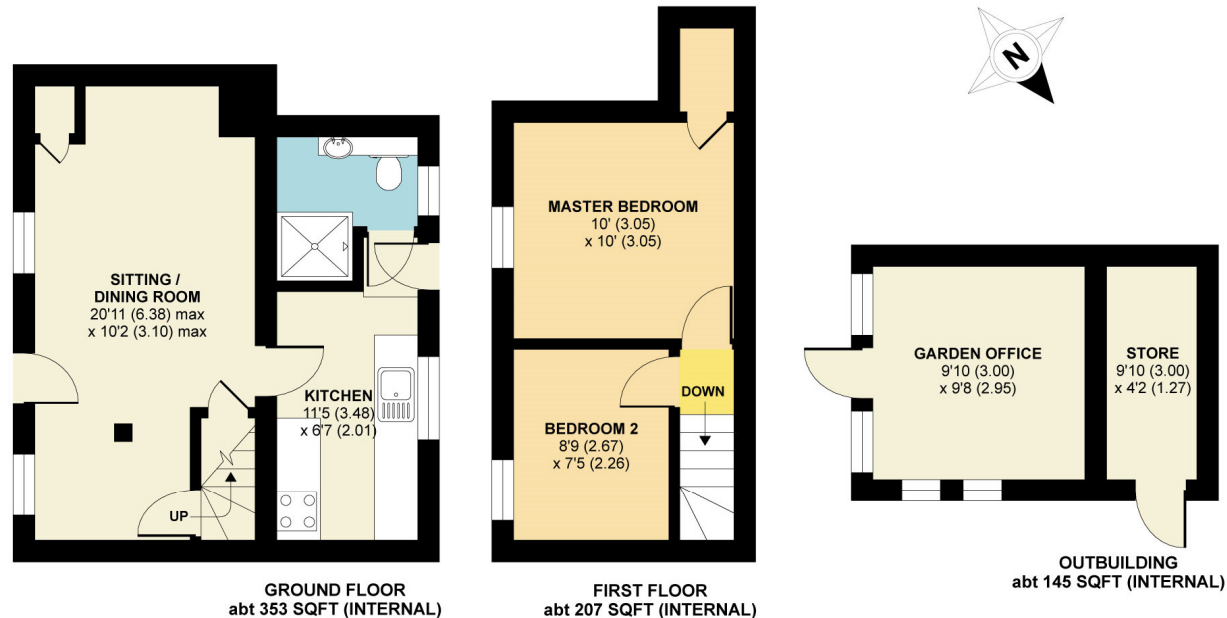 N
SITTING /
DINING ROOM
20'11 (6.38) max
x 10'2 (3.10) max
UP
KITCHEN
11'5 (3.48)
x 6'7 (2.01)
GROUND FLOOR
abt 353 SQFT (INTERNAL)
MASTER BEDROOM
10' (3.05)
x 10' (3.05)
DOWN
BEDROOM 2
8'9 (2.67)
x 7'5 (2.26)
FIRST FLOOR
abt 207 SQFT (INTERNAL)
GARDEN OFFICE
9'10 (3.00)
x 9'8 (2.95)
STORE
9'10 (3.00)
x 4'2 (1.27)
OUTBUILDING
abt 145 SQFT (INTERNAL)